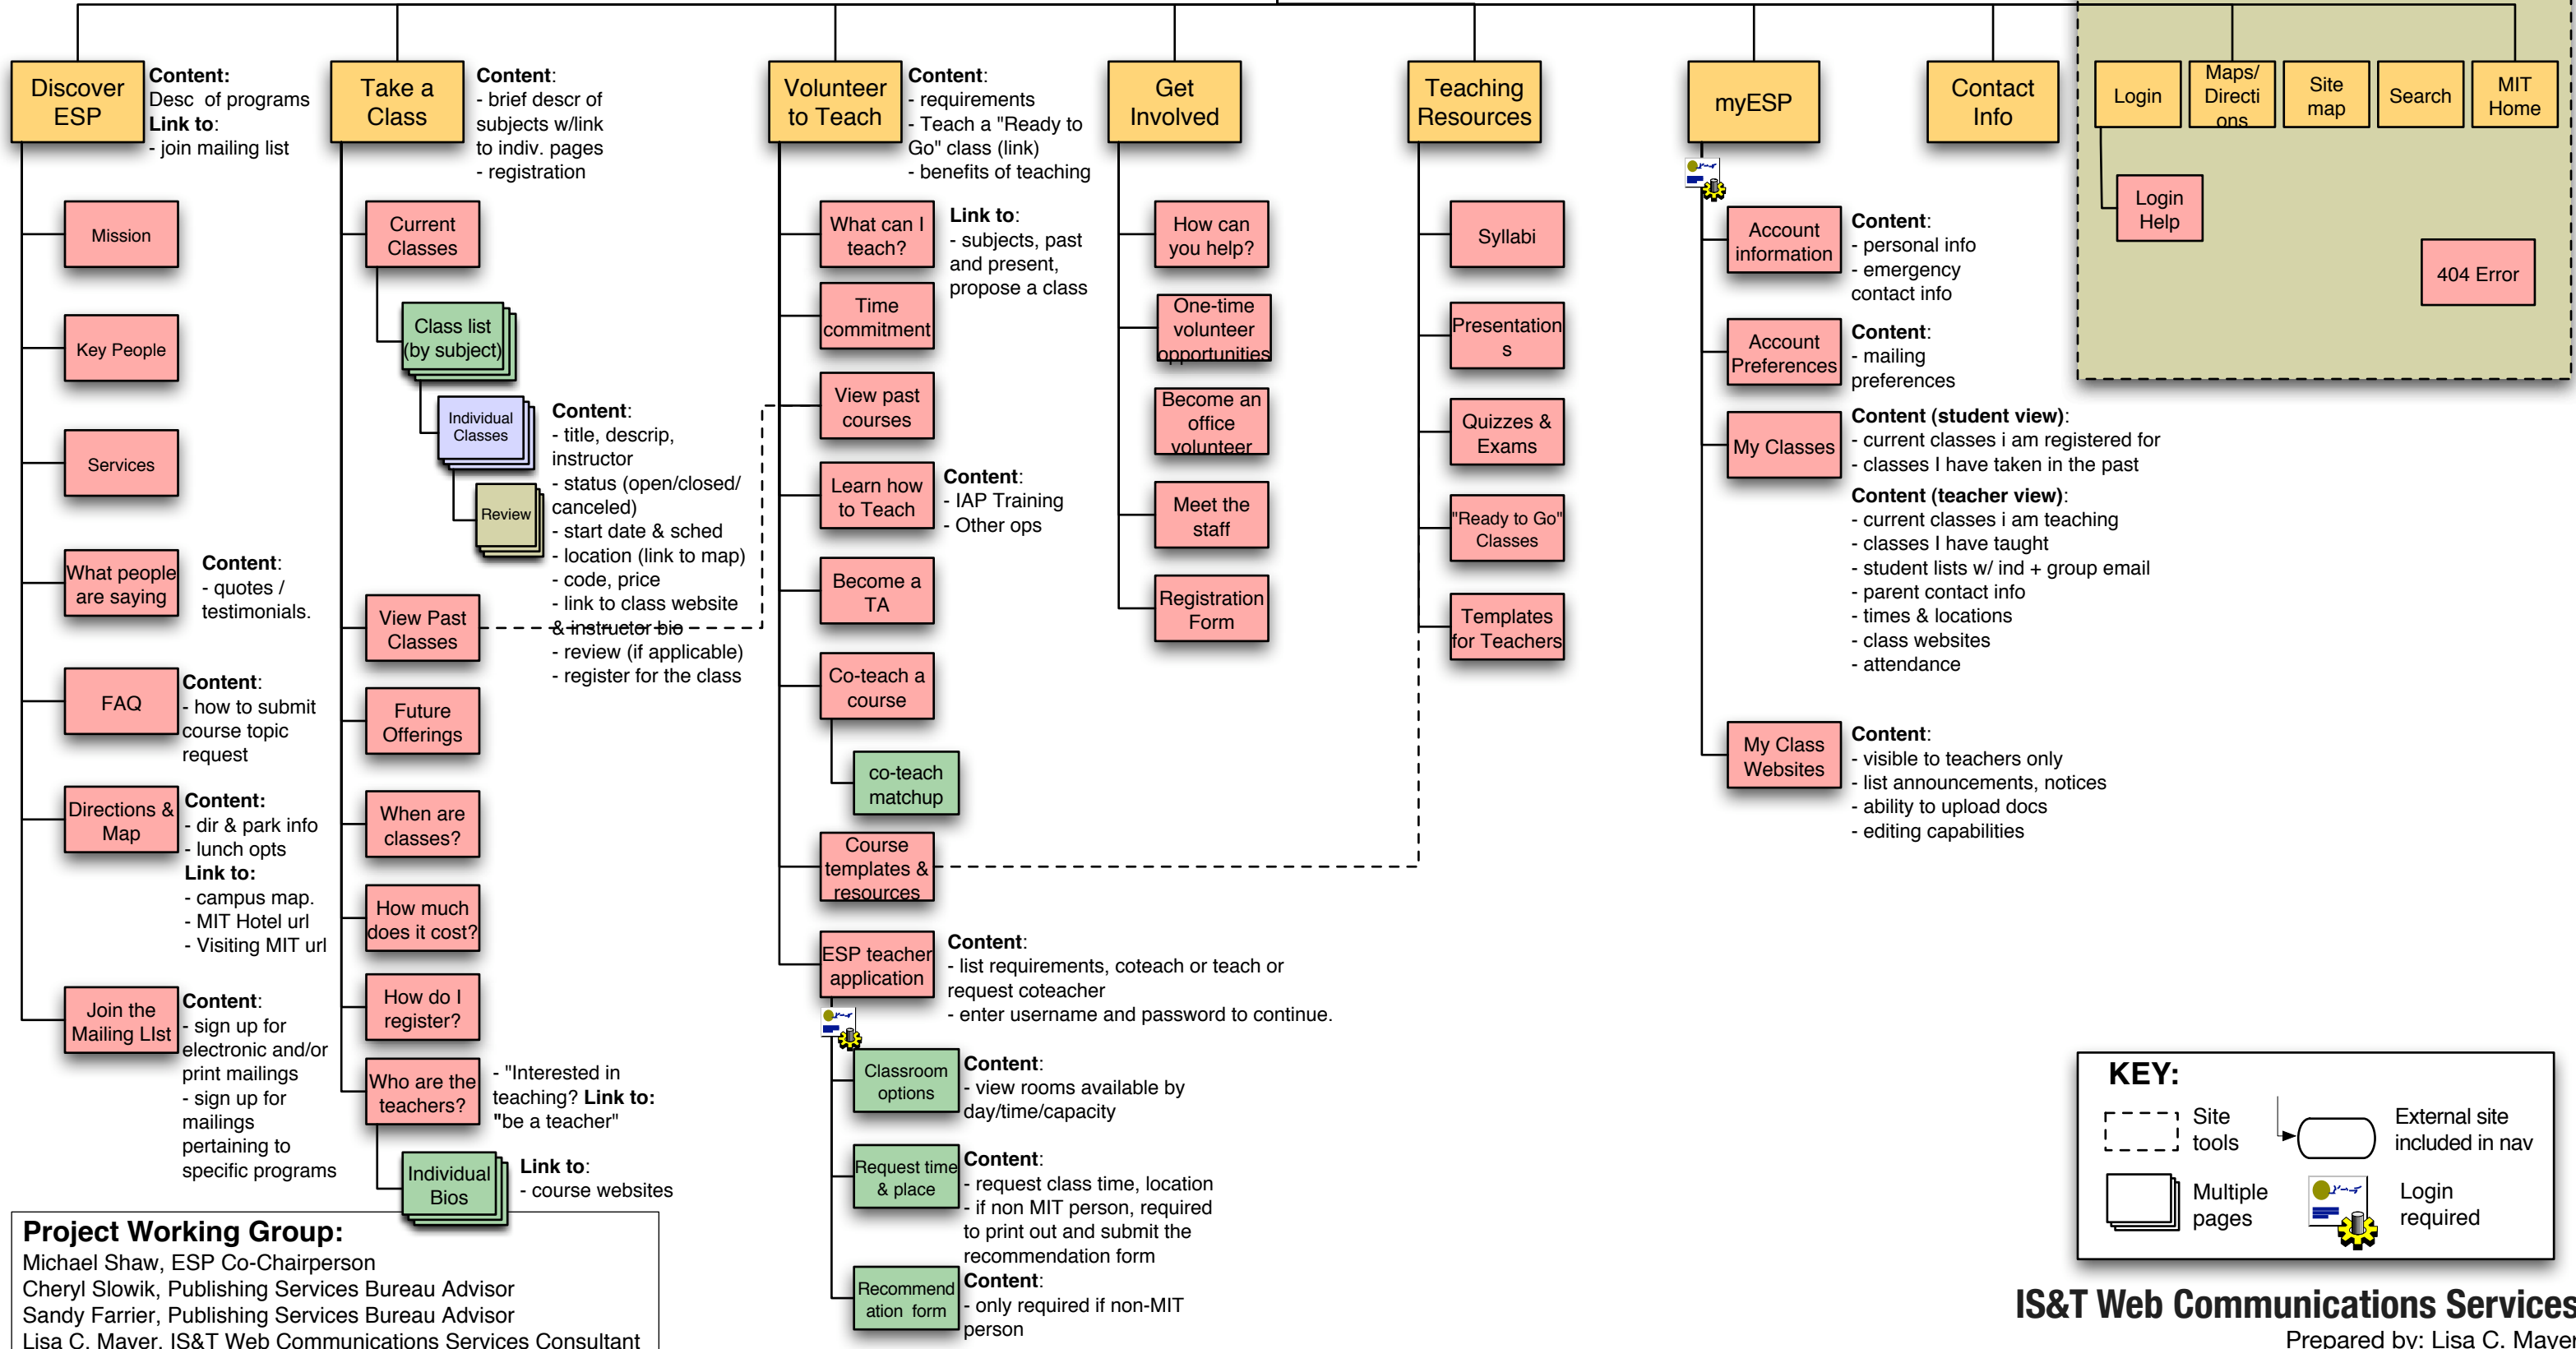 Discover
ESP
Content:
Desc of programs
Link to:
- join mailing list
Mission
Key People
Services
What people
are saying
Content:
- quotes /
testimonials.
FAQ
Content:
- how to submit
course topic
request
Directions &
Map
Content:
- dir & park info
- lunch opts
Link to:
- campus map.
- MIT Hotel url
- Visiting MIT url
Join the
Mailing LIst
Content:
- sign up for
electronic and/or
print mailings
- sign up for
mailings
pertaining to
specific programs
Take a
Class
Content:
- brief descr of
subjects w/link
to indiv. pages
- registration
Current
Classes
Class list
(by subject)
Individual
Classes
Review
Content:
- title, descrip,
instructor
- status (open/closed/
canceled)
- start date & sched
- location (link to map)
- code, price
- link to class website
& instructor bio
- review (if applicable)
- register for the class
View Past
Classes
Future
Offerings
When are
classes?
How much
does it cost?
How do I
register?
Who are the
teachers?
- "Interested in
teaching? Link to:
"be a teacher"
Individual
Bios
Link to:
- course websites
Volunteer
to Teach
Content:
- requirements
- Teach a "Ready to
Go" class (link)
- benefits of teaching
What can I
teach?
Link to:
- subjects, past
and present,
propose a class
Time
commitment
View past
courses
Learn how
to Teach
Content:
- IAP Training
- Other ops
Become a
TA
Co-teach a
course
co-teach
matchup
Course
templates &
resources
ESP teacher
application
Content:
- list requirements, coteach or teach or
request coteacher
- enter username and password to continue.
Classroom
options
Content:
- view rooms available by
day/time/capacity
Request time
& place
Content:
- request class time, location
- if non MIT person, required
to print out and submit the
recommendation form
Recommend
ation form
Content:
- only required if non-MIT
person
Get
Involved
How can
you help?
One-time
volunteer
opportunities
Become an
office
volunteer
Meet the
staff
Registration
Form
Teaching
Resources
Syllabi
Presentation
s
Quizzes &
Exams
"Ready to Go"
Classes
Templates
for Teachers
myESP
Account
information
Content:
- personal info
- emergency
contact info
Account
Preferences
Content:
- mailing
preferences
My Classes
Content (student view):
- current classes i am registered for
- classes I have taken in the past
Content (teacher view):
- current classes i am teaching
- classes I have taught
- student lists w/ ind + group email
- parent contact info
- times & locations
- class websites
- attendance
My Class
Websites
Content:
- visible to teachers only
- list announcements, notices
- ability to upload docs
- editing capabilities
Contact
Info
Login
Maps/
Directi
ons
Site
map
Search
MIT
Home
Login
Help
404 Error
KEY:
Site
tools
External site
included in nav
Multiple
pages
Login
required
Project Working Group:
Michael Shaw, ESP Co-Chairperson
Cheryl Slowik, Publishing Services Bureau Advisor
Sandy Farrier, Publishing Services Bureau Advisor
Lisa C. Mayer, IS&T Web Communications Services Consultant
IS&T Web Communications Services
Prepared by: Lisa C. Mayer